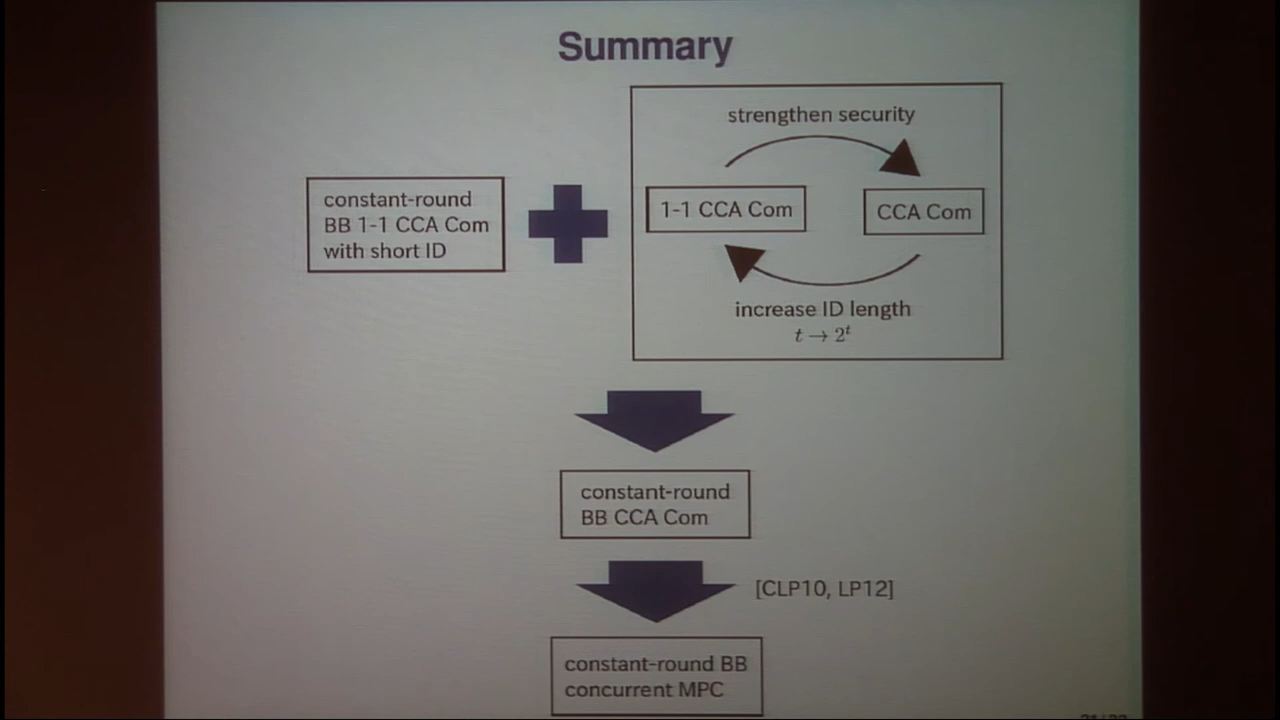 Summary
strengthen security
constant-round
BB 1-1 CCA Com
with short ID
1-1 CCA Com
CCA Com
increase ID length
t → 2^t
constant-round
BB CCA Com
[CLP10, LP12]
constant-round BB
concurrent MPC